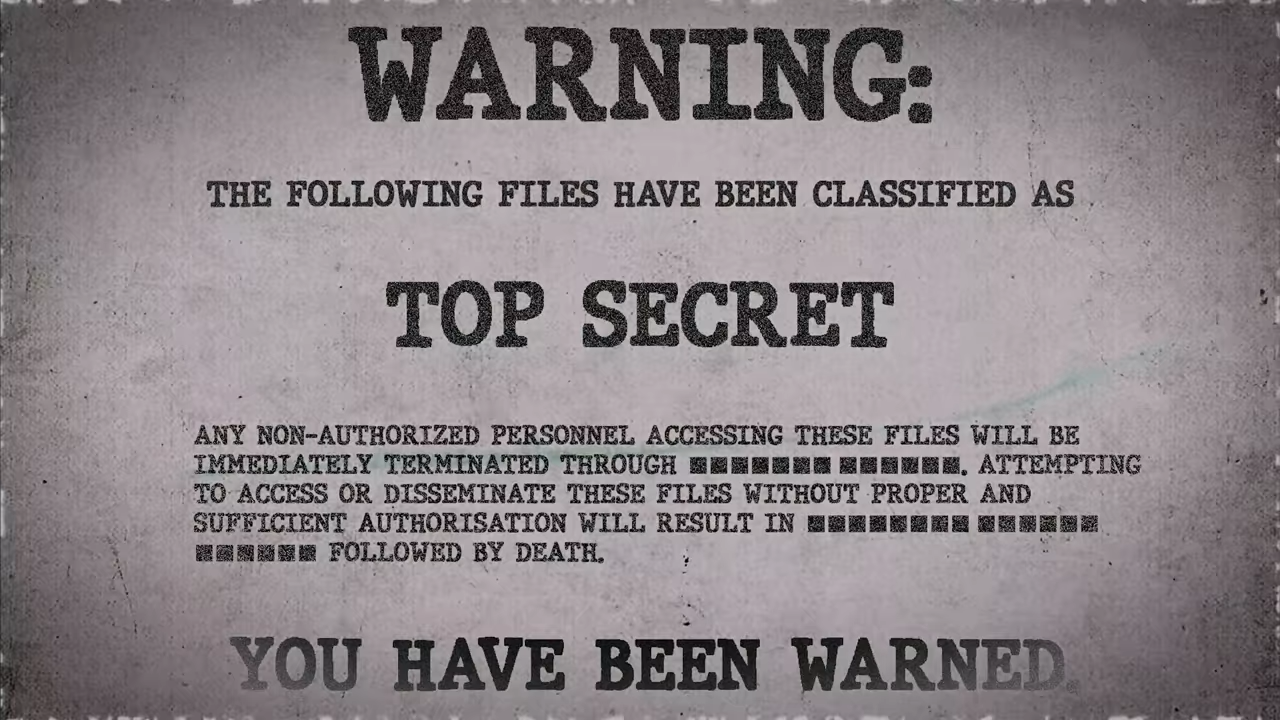 WARNING:
THE FOLLOWING FILES HAVE BEEN CLASSIFIED AS
TOP SECRET
ANY NON-AUTHORIZED PERSONNEL ACCESSING THESE FILES WILL BE
IMMEDIATELY TERMINATED THROUGH ■■■■■■■ ■■■■■■. ATTEMPTING
TO ACCESS OR DISSEMINATE THESE FILES WITHOUT PROPER AND
SUFFICIENT AUTHORISATION WILL RESULT IN ■■■■■■■■ ■■■■■■
■■■■■■ FOLLOWED BY DEATH.
YOU HAVE BEEN WARNED.